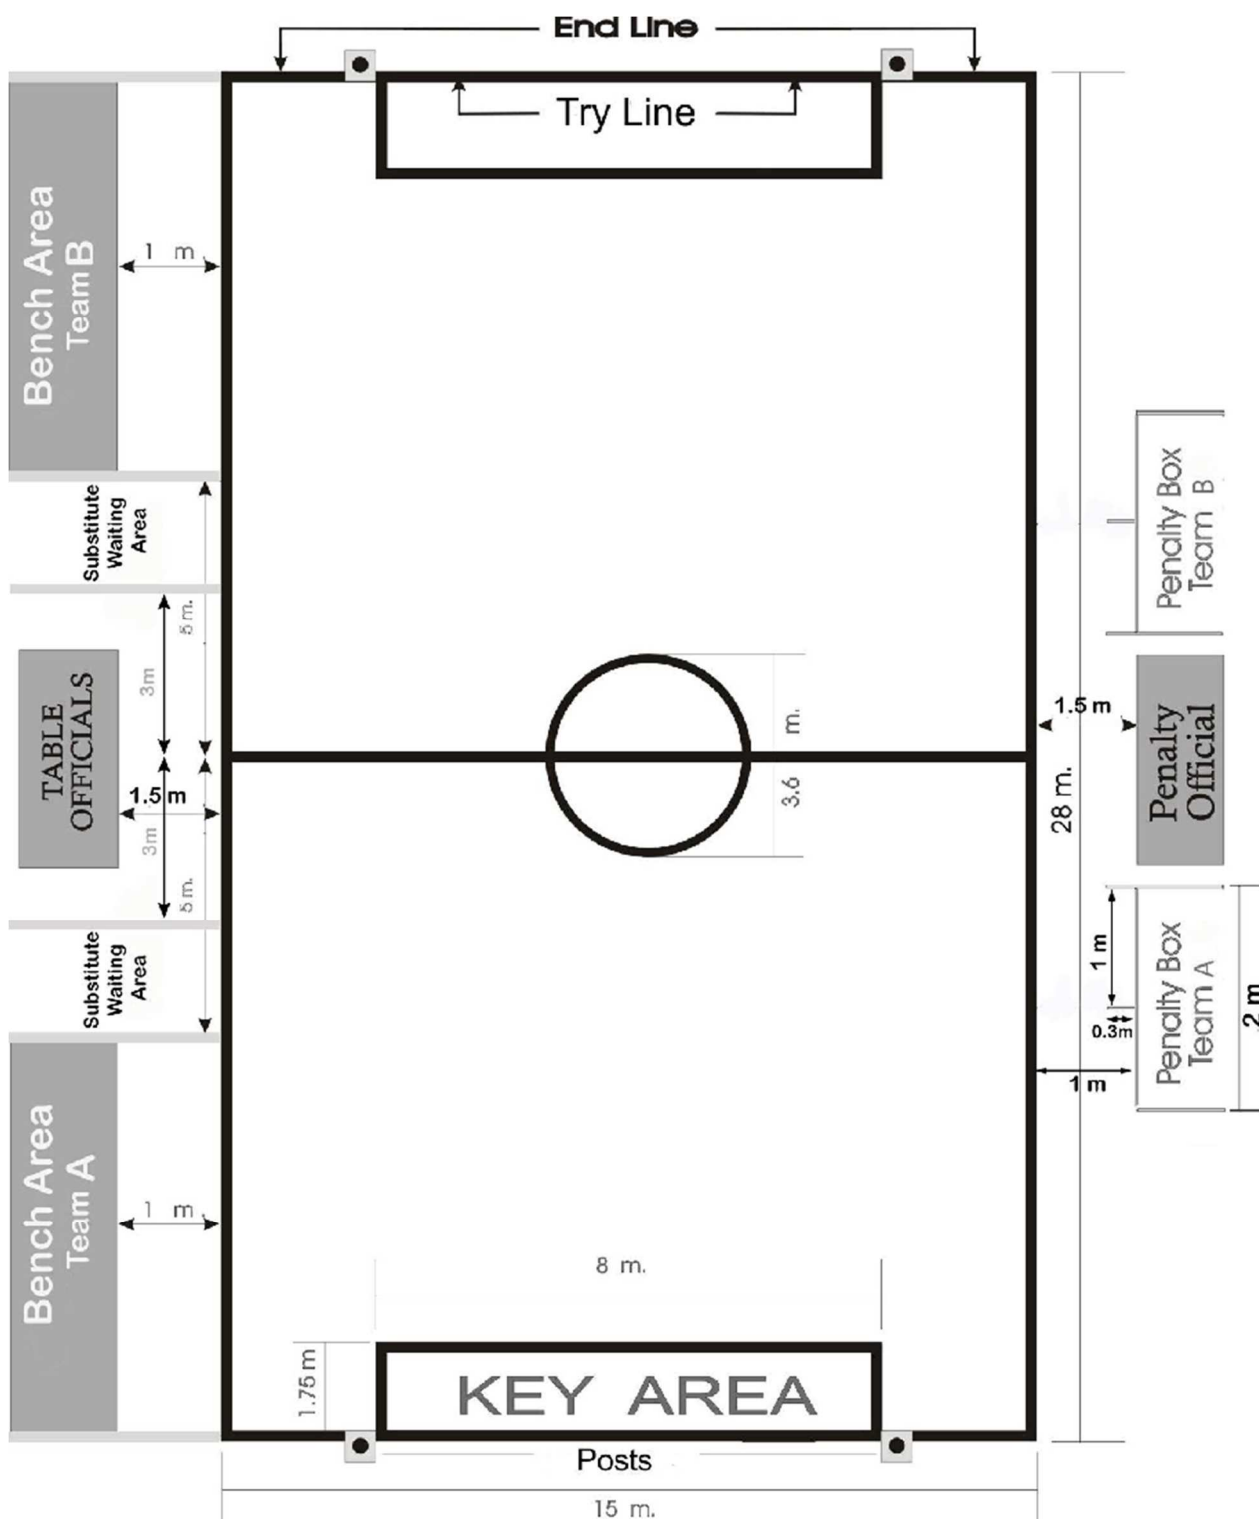 End Line
Try Line
Bench Area
Team B
1 m.
Substitute
Waiting
Area
5 m.
3m
TABLE
OFFICIALS
1.5 m
3m
5 m.
Substitute
Waiting
Area
Bench Area
Team A
1 m.
3.6 m.
Penalty Box
Team B
1.5 m
Penalty
Official
28 m.
1 m
0.3m
1 m
Penalty Box
Team A
2 m
8 m.
1.75 m
KEY AREA
Posts
15 m.